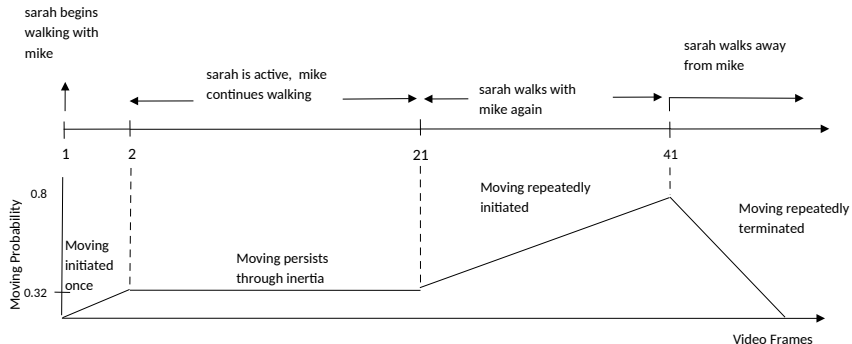 sarah begins
walking with
mike
sarah is active,  mike
continues walking
sarah walks with
mike again
sarah walks away
from mike
1
2
21
41
Moving Probability
0.8
0.32
Moving
initiated
once
Moving persists
through inertia
Moving repeatedly
initiated
Moving repeatedly
terminated
Video Frames